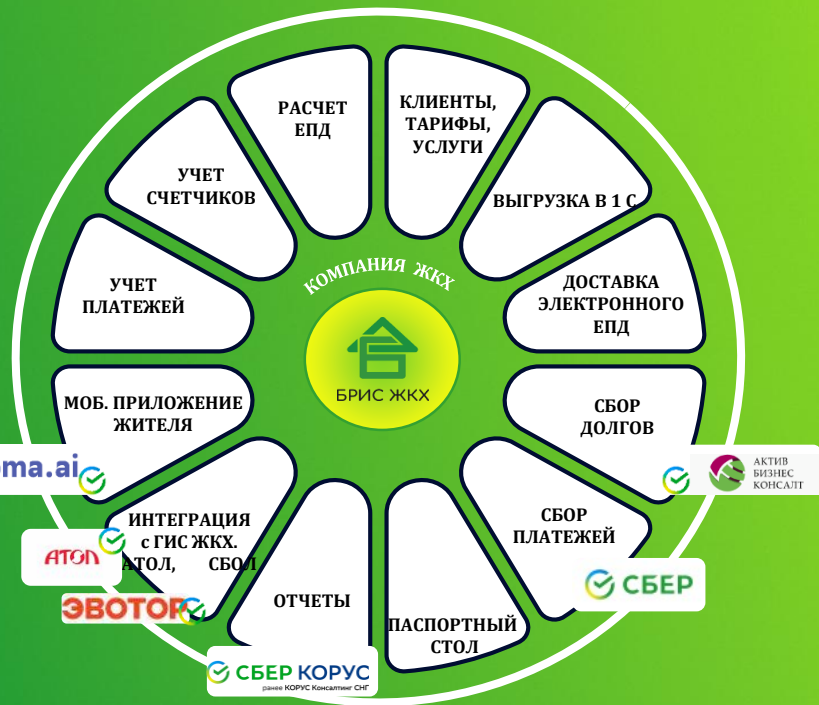 РАСЧЕТ
ЕПД
КЛИЕНТЫ,
ТАРИФЫ,
УСЛУГИ
УЧЕТ
СЧЕТЧИКОВ
ВЫГРУЗКА В 1 С
УЧЕТ
ПЛАТЕЖЕЙ
КОМПАНИЯ ЖКХ
ДОСТАВКА
ЭЛЕКТРОННОГО
ЕПД
БРИС ЖКХ
МОБ. ПРИЛОЖЕНИЕ
ЖИТЕЛЯ
СБОР
ДОЛГОВ
ma.ai
АКТИВ
БИЗНЕС
КОНСАЛТ
ИНТЕГРАЦИЯ
с ГИС ЖКХ.
АТОЛ, СБОЛ
АТОЛ
ЭВОТОР
СБОР
ПЛАТЕЖЕЙ
СБЕР
ОТЧЕТЫ
ПАСПОРТНЫЙ
СТОЛ
СБЕР КОРУС
ранее КОРУС Консалтинг СНГ